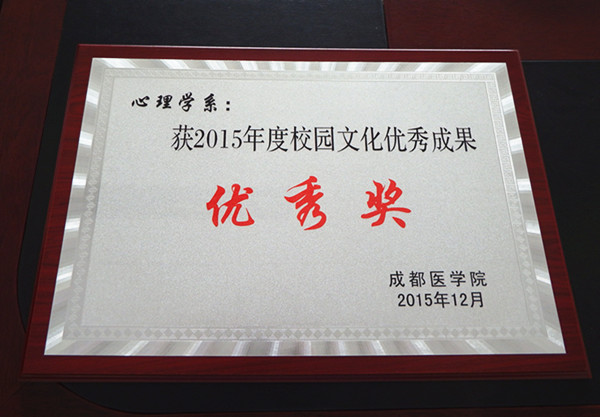 心理学系：
获2015年度校园文化优秀成果
优秀奖
成都医学院
2015年12月